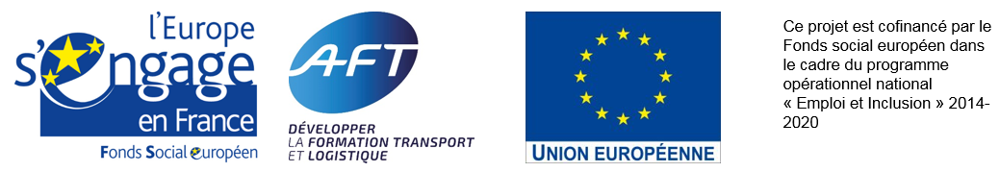 l'Europe
s'engage
en France
Fonds Social européen
AFT
DÉVELOPPER
LA FORMATION TRANSPORT
ET LOGISTIQUE
UNION EUROPÉENNE
Ce projet est cofinancé par le
Fonds social européen dans
le cadre du programme
opérationnel national
« Emploi et Inclusion » 2014-
2020